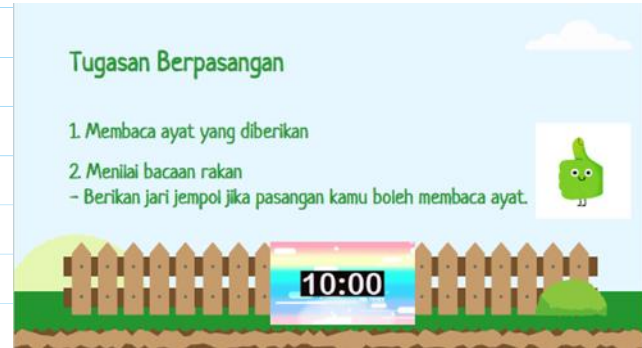 Tugasan Berpasangan
1. Membaca ayat yang diberikan
2. Menilai bacaan rakan
- Berikan jari jempol jika pasangan kamu boleh membaca ayat.
10:00